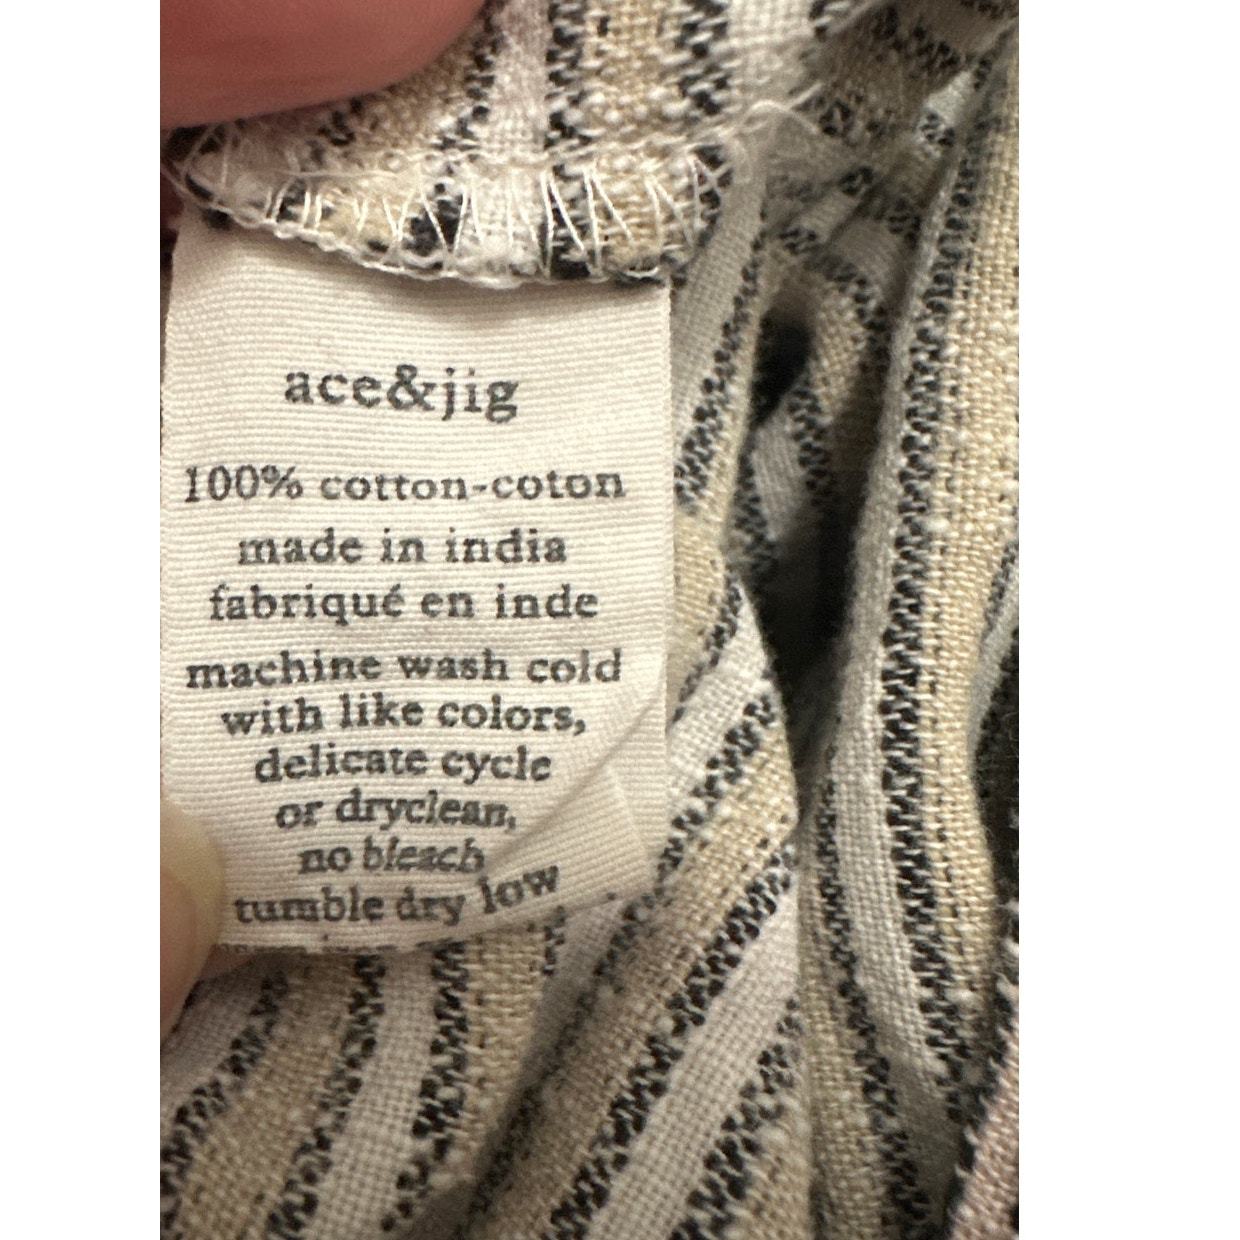 ace&jig
100% cotton-coton
made in india
fabriqué en inde
machine wash cold
with like colors,
delicate cycle
or dryclean,
no bleach
tumble dry low